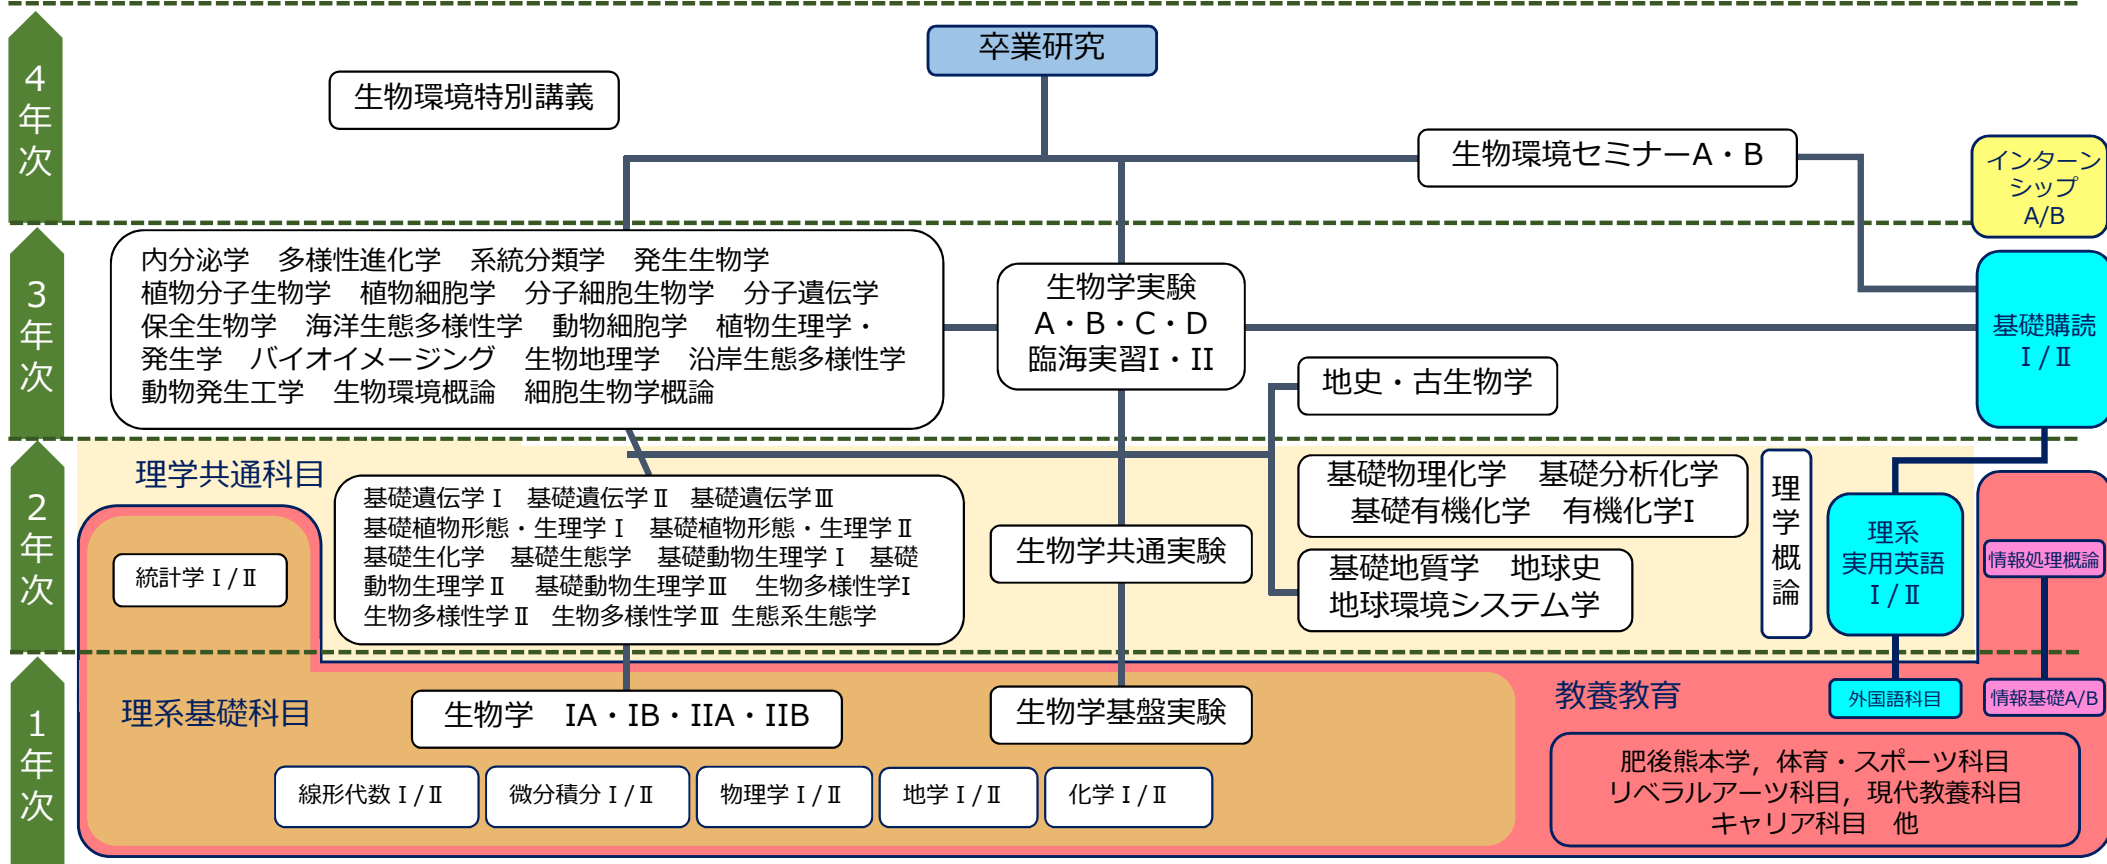 4年次
卒業研究
生物環境特別講義
生物環境セミナーA・B
インターン
シップ
A/B
3年次
内分泌学　多様性進化学　系統分類学　発生生物学
植物分子生物学　植物細胞学　分子細胞生物学　分子遺伝学
保全生物学　海洋生態多様性学　動物細胞学　植物生理学・
発生学　バイオイメージング　生物地理学　沿岸生態多様性学
動物発生工学　生物環境概論　細胞生物学概論
生物学実験
A・B・C・D
臨海実習I・II
地史・古生物学
基礎購読
Ⅰ/Ⅱ
2年次
理学共通科目
統計学Ⅰ/Ⅱ
基礎遺伝学Ⅰ　基礎遺伝学Ⅱ　基礎遺伝学Ⅲ
基礎植物形態・生理学Ⅰ　基礎植物形態・生理学Ⅱ
基礎生化学　基礎生態学　基礎動物生理学Ⅰ　基礎
動物生理学Ⅱ　基礎動物生理学Ⅲ　生物多様性学I
生物多様性学Ⅱ　生物多様性学Ⅲ 生態系生態学
生物学共通実験
基礎物理化学　基礎分析化学
基礎有機化学　有機化学I
基礎地質学　地球史
地球環境システム学
理学概論
理系
実用英語
Ⅰ/Ⅱ
情報処理概論
1年次
理系基礎科目
生物学　IA・IB・IIA・IIB
生物学基盤実験
教養教育
外国語科目
情報基礎A/B
線形代数Ⅰ/Ⅱ
微分積分Ⅰ/Ⅱ
物理学Ⅰ/Ⅱ
地学Ⅰ/Ⅱ
化学Ⅰ/Ⅱ
肥後熊本学，体育・スポーツ科目
リベラルアーツ科目，現代教養科目
キャリア科目　他